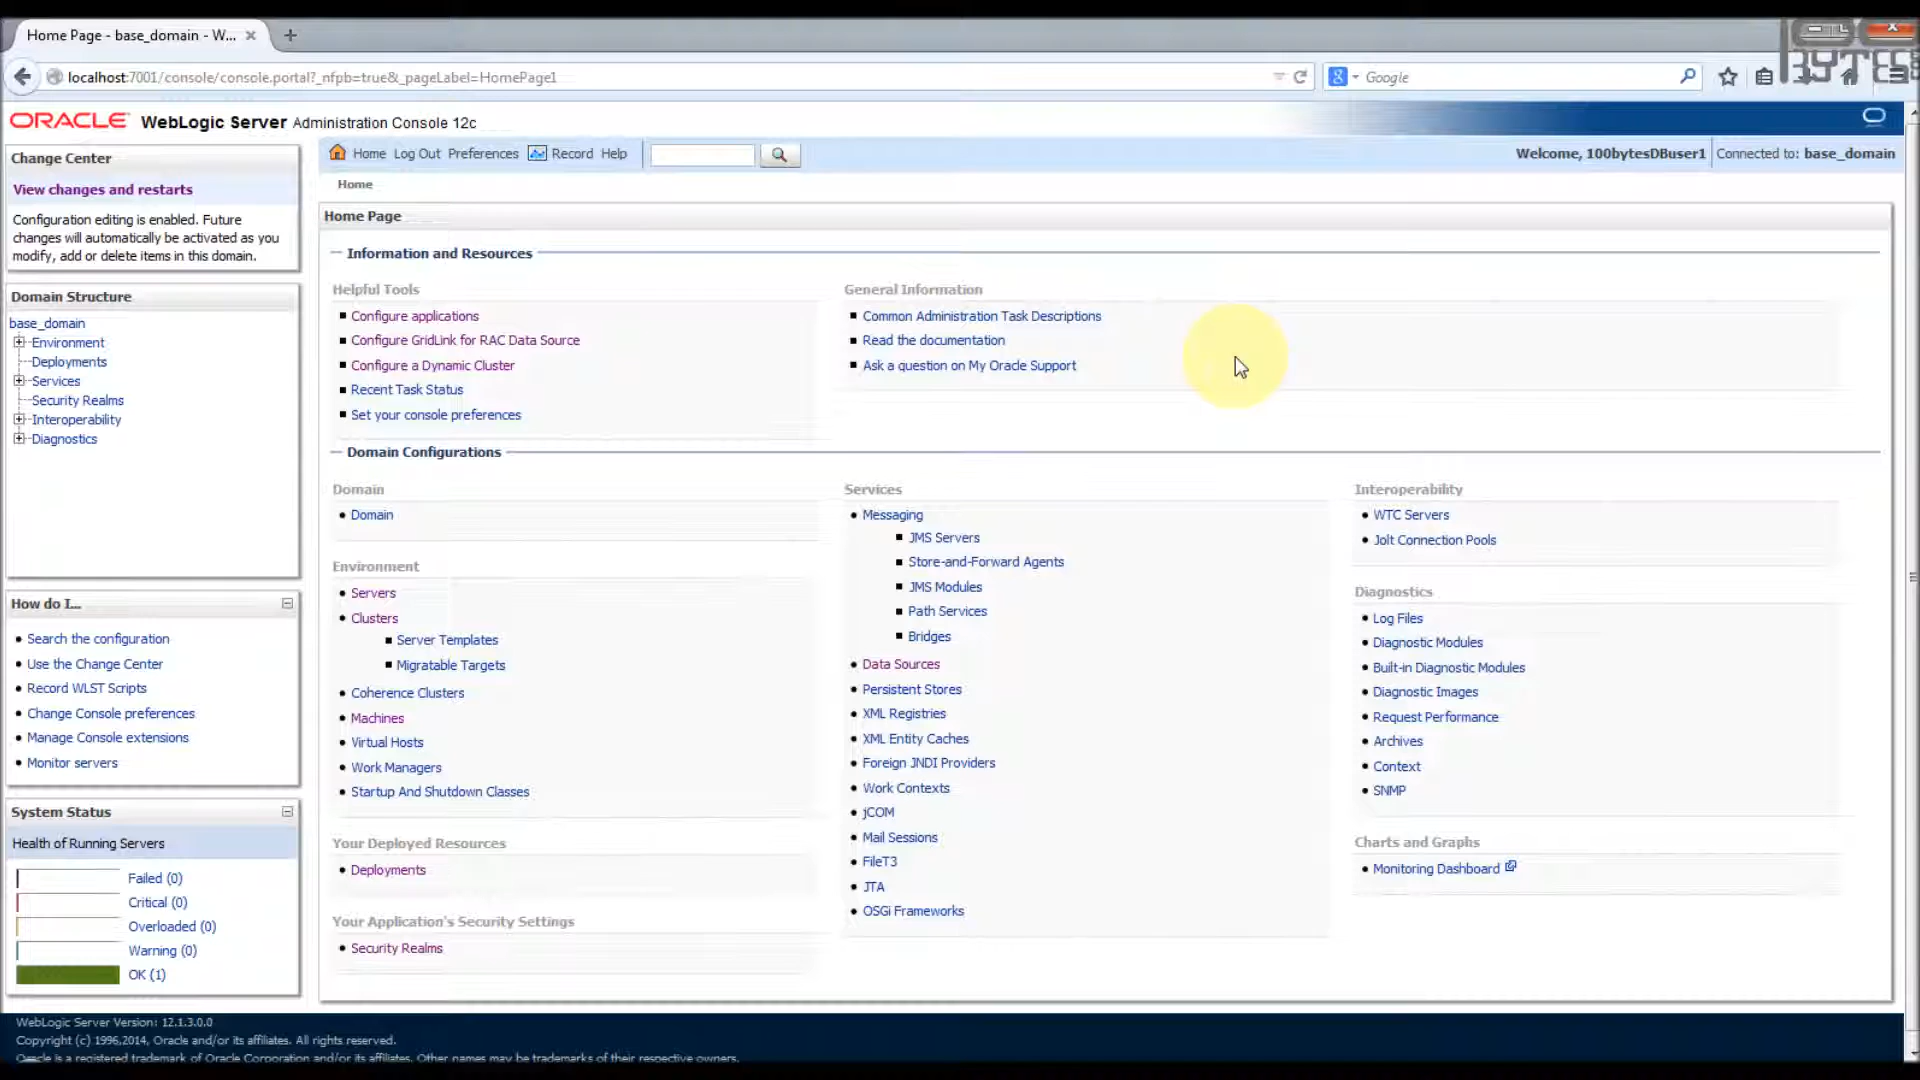 Home Page - base_domain - W...
localhost:7001/console/console.portal?_nfpb=true&_pageLabel=HomePage1
Google
BYTES
ORACLE WebLogic Server Administration Console 12c
Change Center
View changes and restarts
Configuration editing is enabled. Future
changes will automatically be activated as you
modify, add or delete items in this domain.
Domain Structure
base_domain
Environment
Deployments
Services
Security Realms
Interoperability
Diagnostics
How do I...
Search the configuration
Use the Change Center
Record WLST Scripts
Change Console preferences
Manage Console extensions
Monitor servers
System Status
Health of Running Servers
Failed (0)
Critical (0)
Overloaded (0)
Warning (0)
OK (1)
Home Log Out Preferences Record Help
Welcome, 100bytesDBuser1 Connected to: base_domain
Home
Home Page
Information and Resources
Helpful Tools
Configure applications
Configure GridLink for RAC Data Source
Configure a Dynamic Cluster
Recent Task Status
Set your console preferences
General Information
Common Administration Task Descriptions
Read the documentation
Ask a question on My Oracle Support
Domain Configurations
Domain
Domain
Environment
Servers
Clusters
Server Templates
Migratable Targets
Coherence Clusters
Machines
Virtual Hosts
Work Managers
Startup And Shutdown Classes
Your Deployed Resources
Deployments
Your Application's Security Settings
Security Realms
Services
Messaging
JMS Servers
Store-and-Forward Agents
JMS Modules
Path Services
Bridges
Data Sources
Persistent Stores
XML Registries
XML Entity Caches
Foreign JNDI Providers
Work Contexts
jCOM
Mail Sessions
FileT3
JTA
OSGi Frameworks
Interoperability
WTC Servers
Jolt Connection Pools
Diagnostics
Log Files
Diagnostic Modules
Built-in Diagnostic Modules
Diagnostic Images
Request Performance
Archives
Context
SNMP
Charts and Graphs
Monitoring Dashboard
WebLogic Server Version: 12.1.3.0.0
Copyright (c) 1996,2014, Oracle and/or its affiliates. All rights reserved.
Oracle is a registered trademark of Oracle Corporation and/or its affiliates. Other names may be trademarks of their respective owners.